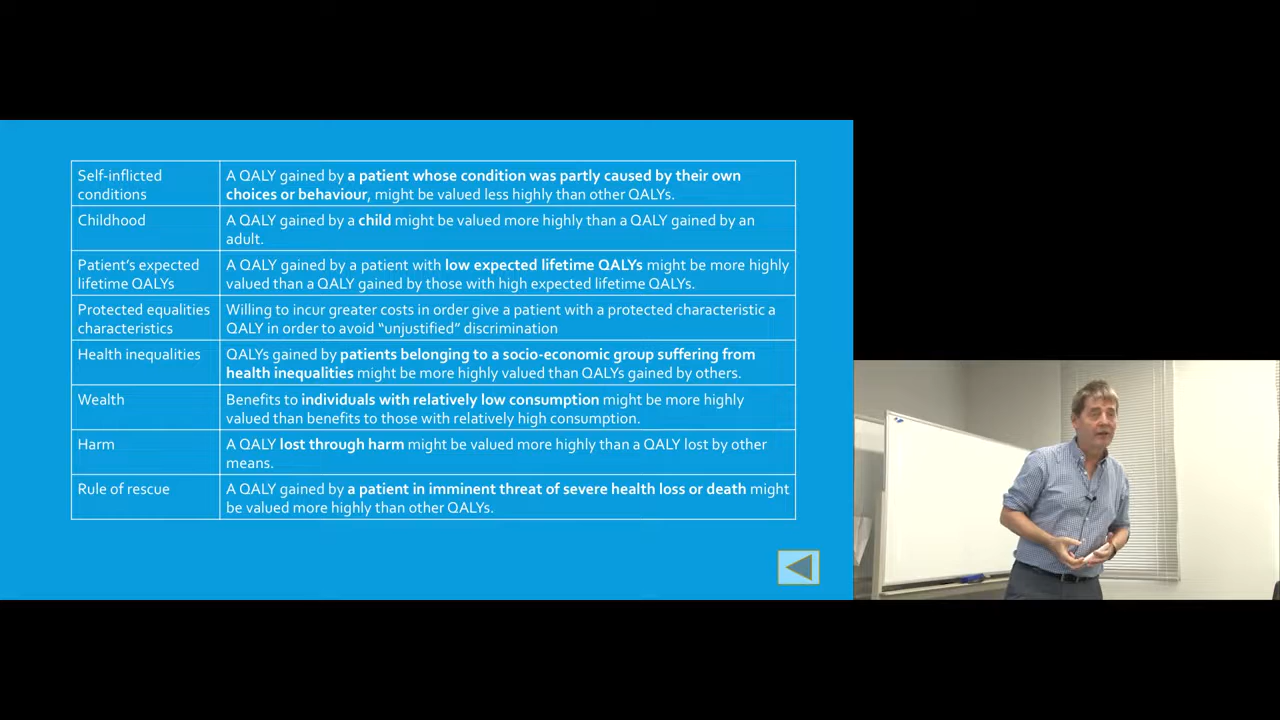 Self-inflicted
conditions
A QALY gained by a patient whose condition was partly caused by their own
choices or behaviour, might be valued less highly than other QALYs.
Childhood
A QALY gained by a child might be valued more highly than a QALY gained by an
adult.
Patient's expected
lifetime QALYs
A QALY gained by a patient with low expected lifetime QALYs might be more highly
valued than a QALY gained by those with high expected lifetime QALYs.
Protected equalities
characteristics
Willing to incur greater costs in order give a patient with a protected characteristic a
QALY in order to avoid “unjustified” discrimination
Health inequalities
QALYs gained by patients belonging to a socio-economic group suffering from
health inequalities might be more highly valued than QALYs gained by others.
Wealth
Benefits to individuals with relatively low consumption might be more highly
valued than benefits to those with relatively high consumption.
Harm
A QALY lost through harm might be valued more highly than a QALY lost by other
means.
Rule of rescue
A QALY gained by a patient in imminent threat of severe health loss or death might
be valued more highly than other QALYs.